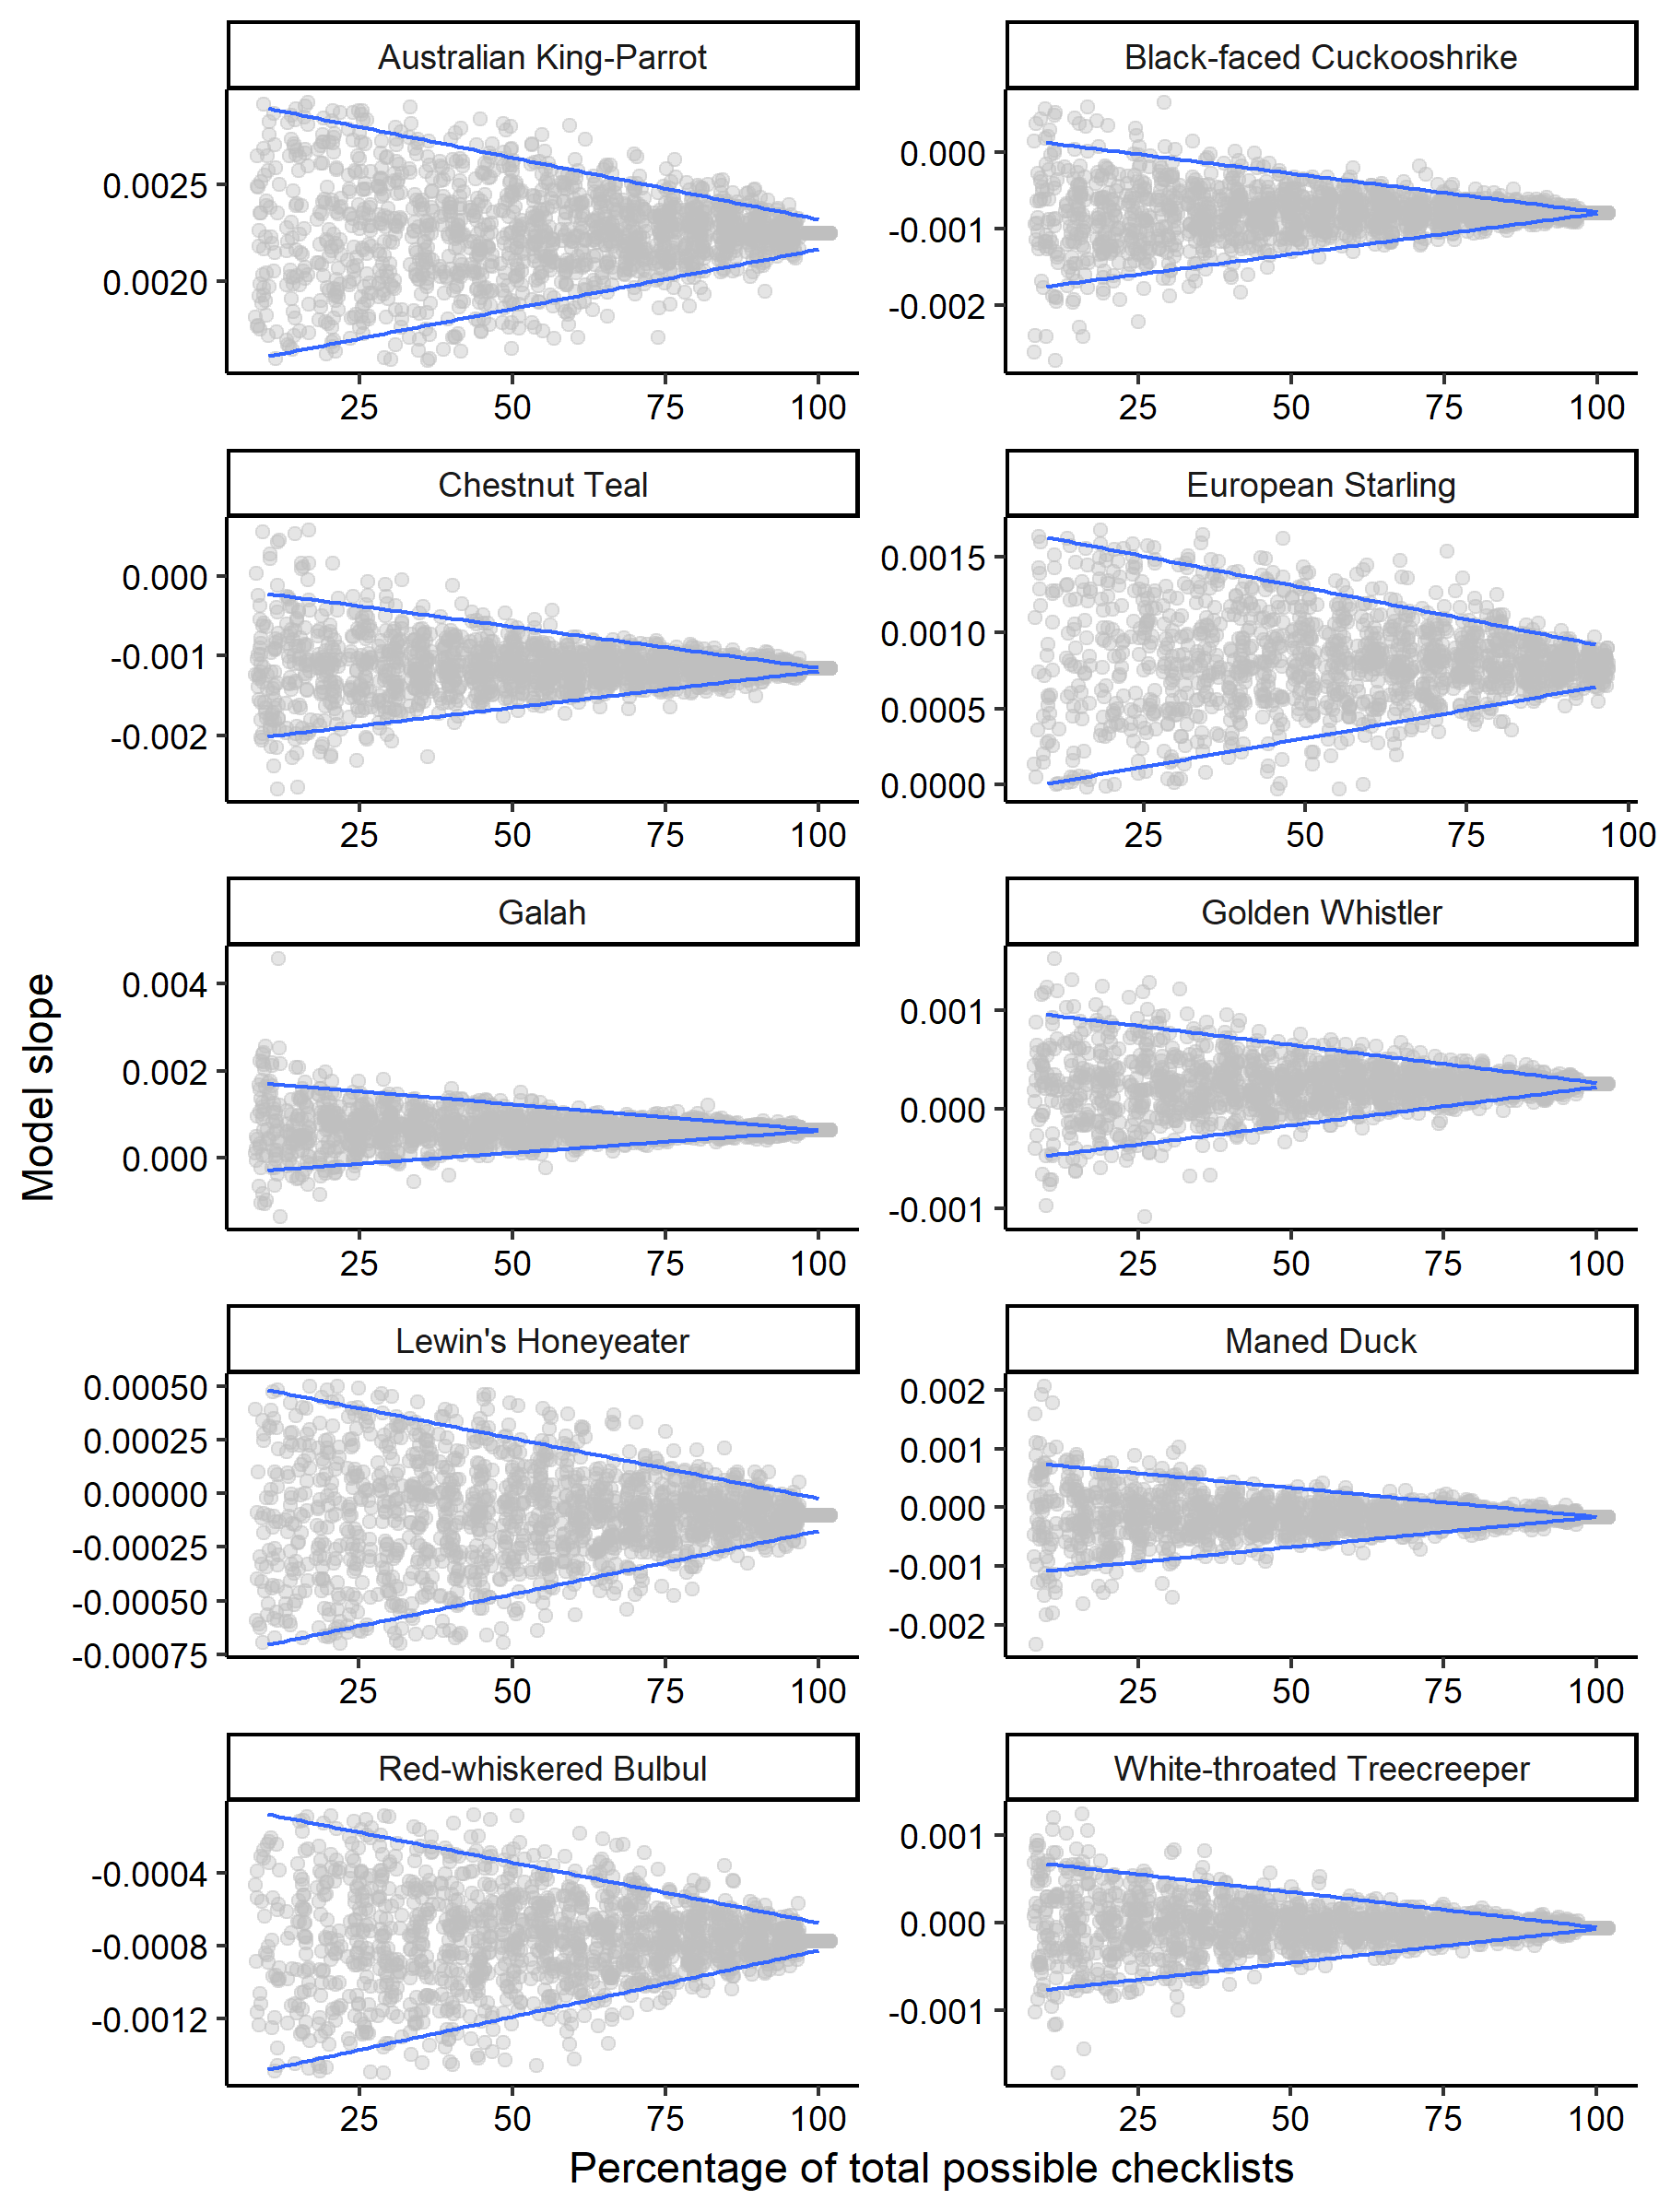 Australian King-Parrot
Black-faced Cuckooshrike
0.0025
0.0020
0.000
-0.001
-0.002
25 50 75 100
25 50 75 100
Chestnut Teal
European Starling
0.000
-0.001
-0.002
0.0015
0.0010
0.0005
0.0000
25 50 75 100
25 50 75 100
Galah
Golden Whistler
0.004
0.002
0.000
0.001
0.000
-0.001
25 50 75 100
25 50 75 100
Model slope
Lewin's Honeyeater
Maned Duck
0.00050
0.00025
0.00000
-0.00025
-0.00050
-0.00075
0.002
0.001
0.000
-0.001
-0.002
25 50 75 100
25 50 75 100
Red-whiskered Bulbul
White-throated Treecreeper
-0.0004
-0.0008
-0.0012
0.001
0.000
-0.001
25 50 75 100
25 50 75 100
Percentage of total possible checklists